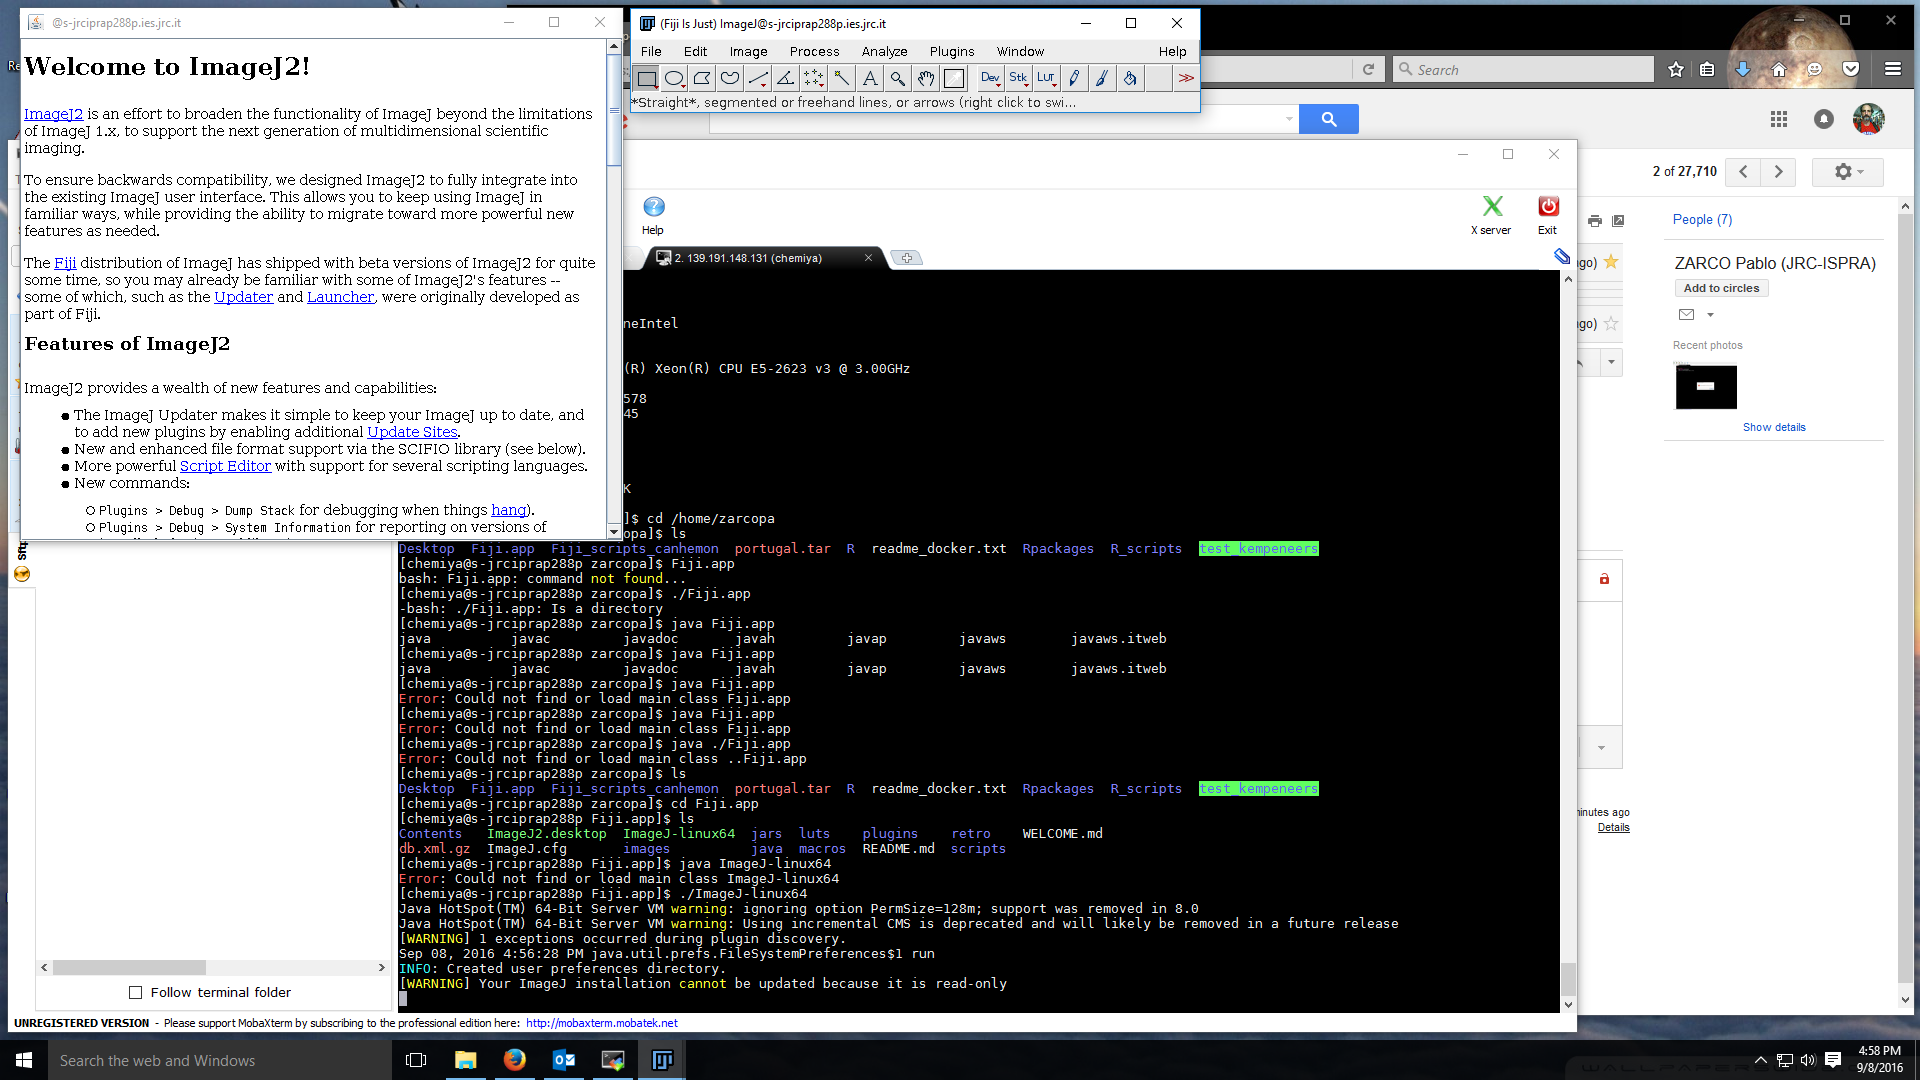 @s-jrciprap288p.ies.jrc.it
Welcome to ImageJ2!
ImageJ2 is an effort to broaden the functionality of ImageJ beyond the limitations
of ImageJ 1.x, to support the next generation of multidimensional scientific
imaging.
To ensure backwards compatibility, we designed ImageJ2 to fully integrate into
the existing ImageJ user interface. This allows you to keep using ImageJ in
familiar ways, while providing the ability to migrate toward more powerful new
features as needed.
The Fiji distribution of ImageJ has shipped with beta versions of ImageJ2 for quite
some time, so you may already be familiar with some of ImageJ2's features --
some of which, such as the Updater and Launcher, were originally developed as
part of Fiji.
Features of ImageJ2
ImageJ2 provides a wealth of new features and capabilities:
The ImageJ Updater makes it simple to keep your ImageJ up to date, and
to add new plugins by enabling additional Update Sites.
New and enhanced file format support via the SCIFIO library (see below).
More powerful Script Editor with support for several scripting languages.
New commands:
Plugins > Debug > Dump Stack for debugging when things hang).
Plugins > Debug > System Information for reporting on versions of
(Fiji Is Just) ImageJ@s-jrciprap288p.ies.jrc.it
File Edit Image Process Analyze Plugins Window Help
A Dev Stk LUT >>
*Straight*, segmented or freehand lines, or arrows (right click to swi...
Search
2 of 27,710
Help
X server
Exit
2. 139.191.148.131 (chemiya)
People (7)
ZARCO Pablo (JRC-ISPRA)
Add to circles
Recent photos
Show details
go)
go)
neIntel
(R) Xeon(R) CPU E5-2623 v3 @ 3.00GHz
578
45
K
]$ cd /home/zarcopa
opa]$ ls
Desktop Fiji.app Fiji_scripts_canhemon portugal.tar R readme_docker.txt Rpackages R_scripts test_kempeneers
[chemiya@s-jrciprap288p zarcopa]$ Fiji.app
bash: Fiji.app: command not found...
[chemiya@s-jrciprap288p zarcopa]$ ./Fiji.app
-bash: ./Fiji.app: Is a directory
[chemiya@s-jrciprap288p zarcopa]$ java Fiji.app
java javac javadoc javah javap javaws javaws.itweb
[chemiya@s-jrciprap288p zarcopa]$ java Fiji.app
java javac javadoc javah javap javaws javaws.itweb
[chemiya@s-jrciprap288p zarcopa]$ java Fiji.app
Error: Could not find or load main class Fiji.app
[chemiya@s-jrciprap288p zarcopa]$ java Fiji.app
Error: Could not find or load main class Fiji.app
[chemiya@s-jrciprap288p zarcopa]$ java ./Fiji.app
Error: Could not find or load main class ..Fiji.app
[chemiya@s-jrciprap288p zarcopa]$ ls
Desktop Fiji.app Fiji_scripts_canhemon portugal.tar R readme_docker.txt Rpackages R_scripts test_kempeneers
[chemiya@s-jrciprap288p zarcopa]$ cd Fiji.app
[chemiya@s-jrciprap288p Fiji.app]$ ls
Contents ImageJ2.desktop ImageJ-linux64 jars luts plugins retro WELCOME.md
db.xml.gz ImageJ.cfg images java macros README.md scripts
[chemiya@s-jrciprap288p Fiji.app]$ java ImageJ-linux64
Error: Could not find or load main class ImageJ-linux64
[chemiya@s-jrciprap288p Fiji.app]$ ./ImageJ-linux64
Java HotSpot(TM) 64-Bit Server VM warning: ignoring option PermSize=128m; support was removed in 8.0
Java HotSpot(TM) 64-Bit Server VM warning: Using incremental CMS is deprecated and will likely be removed in a future release
[WARNING] 1 exceptions occurred during plugin discovery.
Sep 08, 2016 4:56:28 PM java.util.prefs.FileSystemPreferences$1 run
INFO: Created user preferences directory.
[WARNING] Your ImageJ installation cannot be updated because it is read-only
inutes ago
Details
Follow terminal folder
UNREGISTERED VERSION - Please support MobaXterm by subscribing to the professional edition here: http://mobaxterm.mobatek.net
Search the web and Windows
4:58 PM
9/8/2016